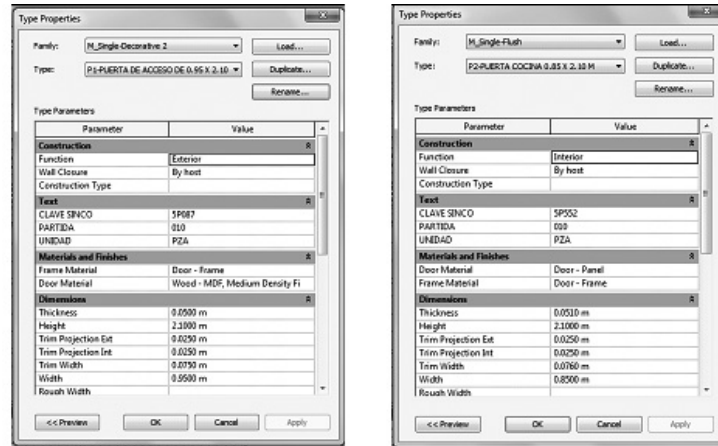 Type Properties
Family: M_Single-Decorative 2 Load...
Type: P1-PUERTA DE ACCESO DE 0.95 X 2.10 Duplicate...
Rename...
Type Parameters
Parameter Value
Construction
Function Exterior
Wall Closure By host
Construction Type
Text
CLAVE SINCO SP087
PARTIDA 010
UNIDAD PZA
Materials and Finishes
Frame Material Door - Frame
Door Material Wood - MDF, Medium Density Fi
Dimensions
Thickness 0.0500 m
Height 2.1000 m
Trim Projection Ext 0.0250 m
Trim Projection Int 0.0250 m
Trim Width 0.0750 m
Width 0.9500 m
Rough Width
<< Preview OK Cancel Apply
Type Properties
Family: M_Single-Flush Load...
Type: P2-PUERTA COCINA 0.85 X 2.10 M Duplicate...
Rename...
Type Parameters
Parameter Value
Construction
Function Interior
Wall Closure By host
Construction Type
Text
CLAVE SINCO SP552
PARTIDA 010
UNIDAD PZA
Materials and Finishes
Door Material Door - Panel
Frame Material Door - Frame
Dimensions
Thickness 0.0510 m
Height 2.1000 m
Trim Projection Ext 0.0250 m
Trim Projection Int 0.0250 m
Trim Width 0.0760 m
Width 0.8500 m
Rough Width
<< Preview OK Cancel Apply